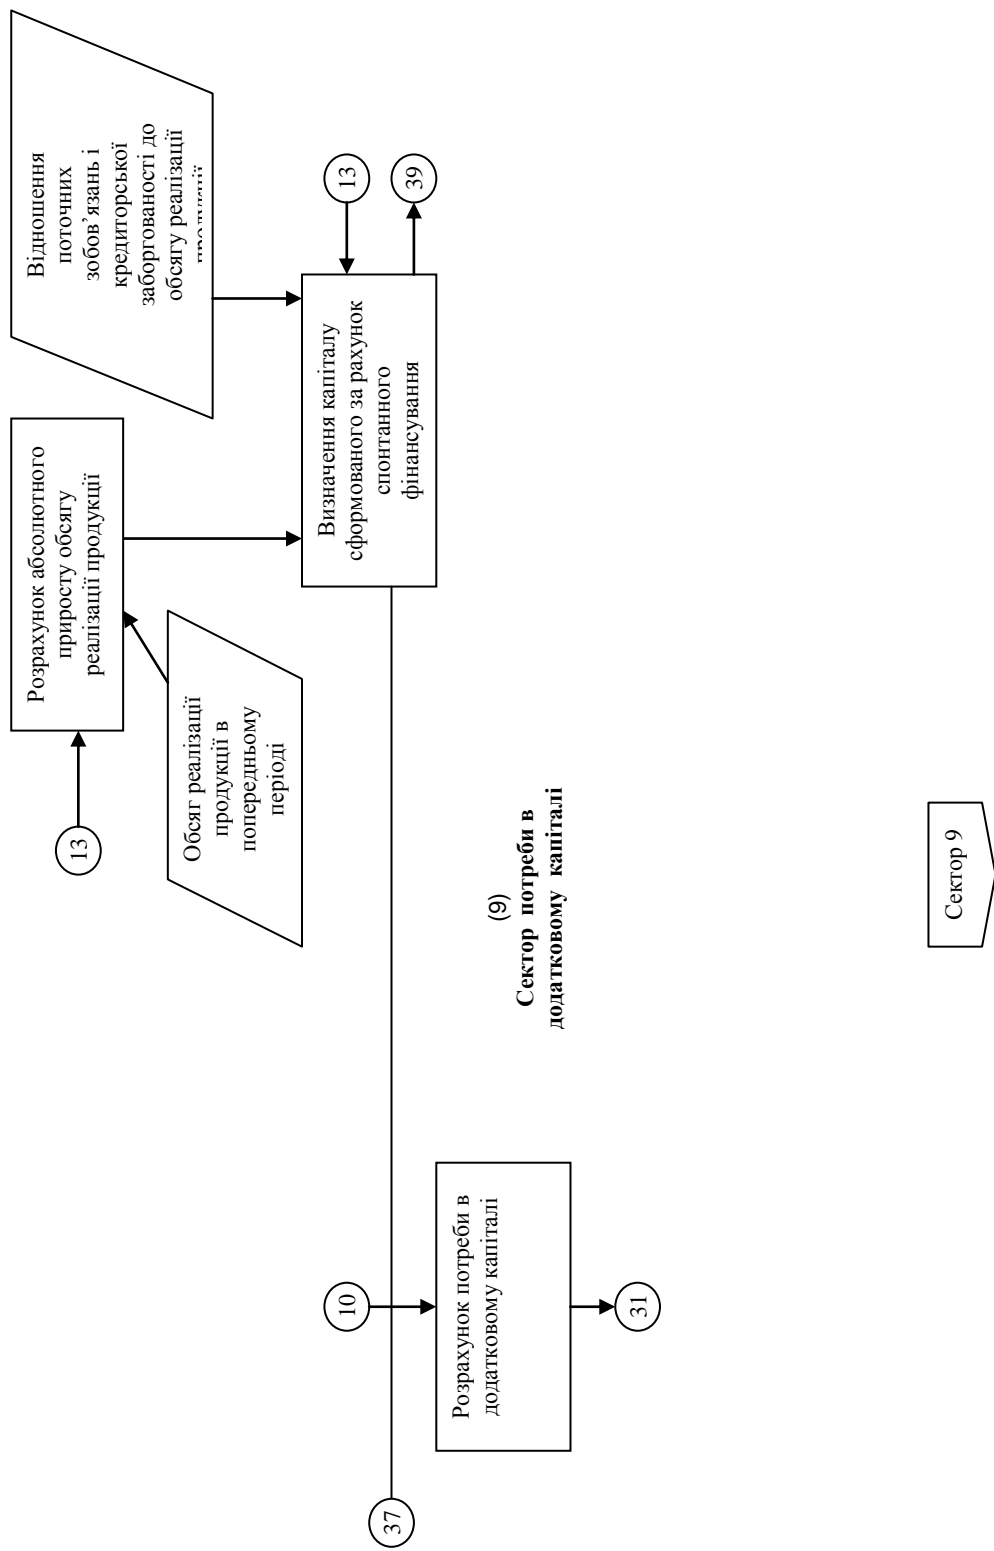 13
Розрахунок абсолютного
приросту обсягу
реалізації продукції
Відношення
поточних
зобов’язань і
кредиторської
заборгованості до
обсягу реалізації
продукції
Обсяг реалізації
продукції в
попередньому
періоді
Визначення капіталу
сформованого за рахунок
спонтанного
фінансування
13
39
37
10
Розрахунок потреби в
додатковому капіталі
31
(9)
Сектор потреби в
додатковому капіталі
Сектор 9